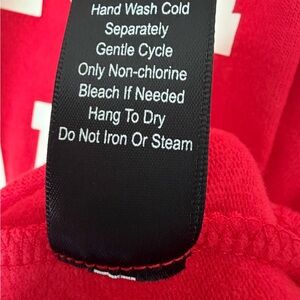 Hand Wash Cold
Separately
Gentle Cycle
Only Non-chlorine
Bleach If Needed
Hang To Dry
Do Not Iron Or Steam